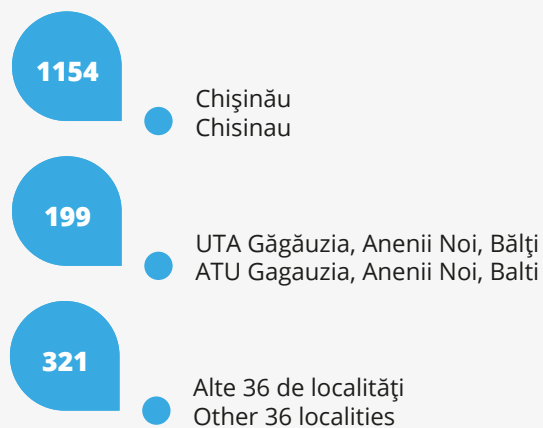 1154
Chişinău
Chisinau
199
UTA Găgăuzia, Anenii Noi, Bălţi
ATU Gagauzia, Anenii Noi, Balti
321
Alte 36 de localităţi
Other 36 localities